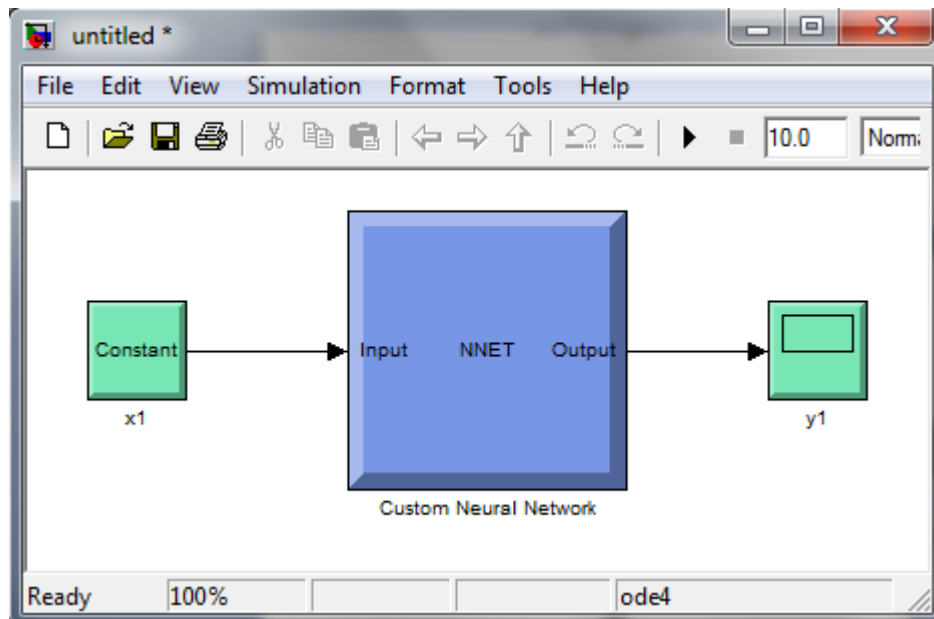 untitled *
File Edit View Simulation Format Tools Help
10.0 Norma
Constant Input NNET Output
x1 y1
Custom Neural Network
Ready 100% ode4